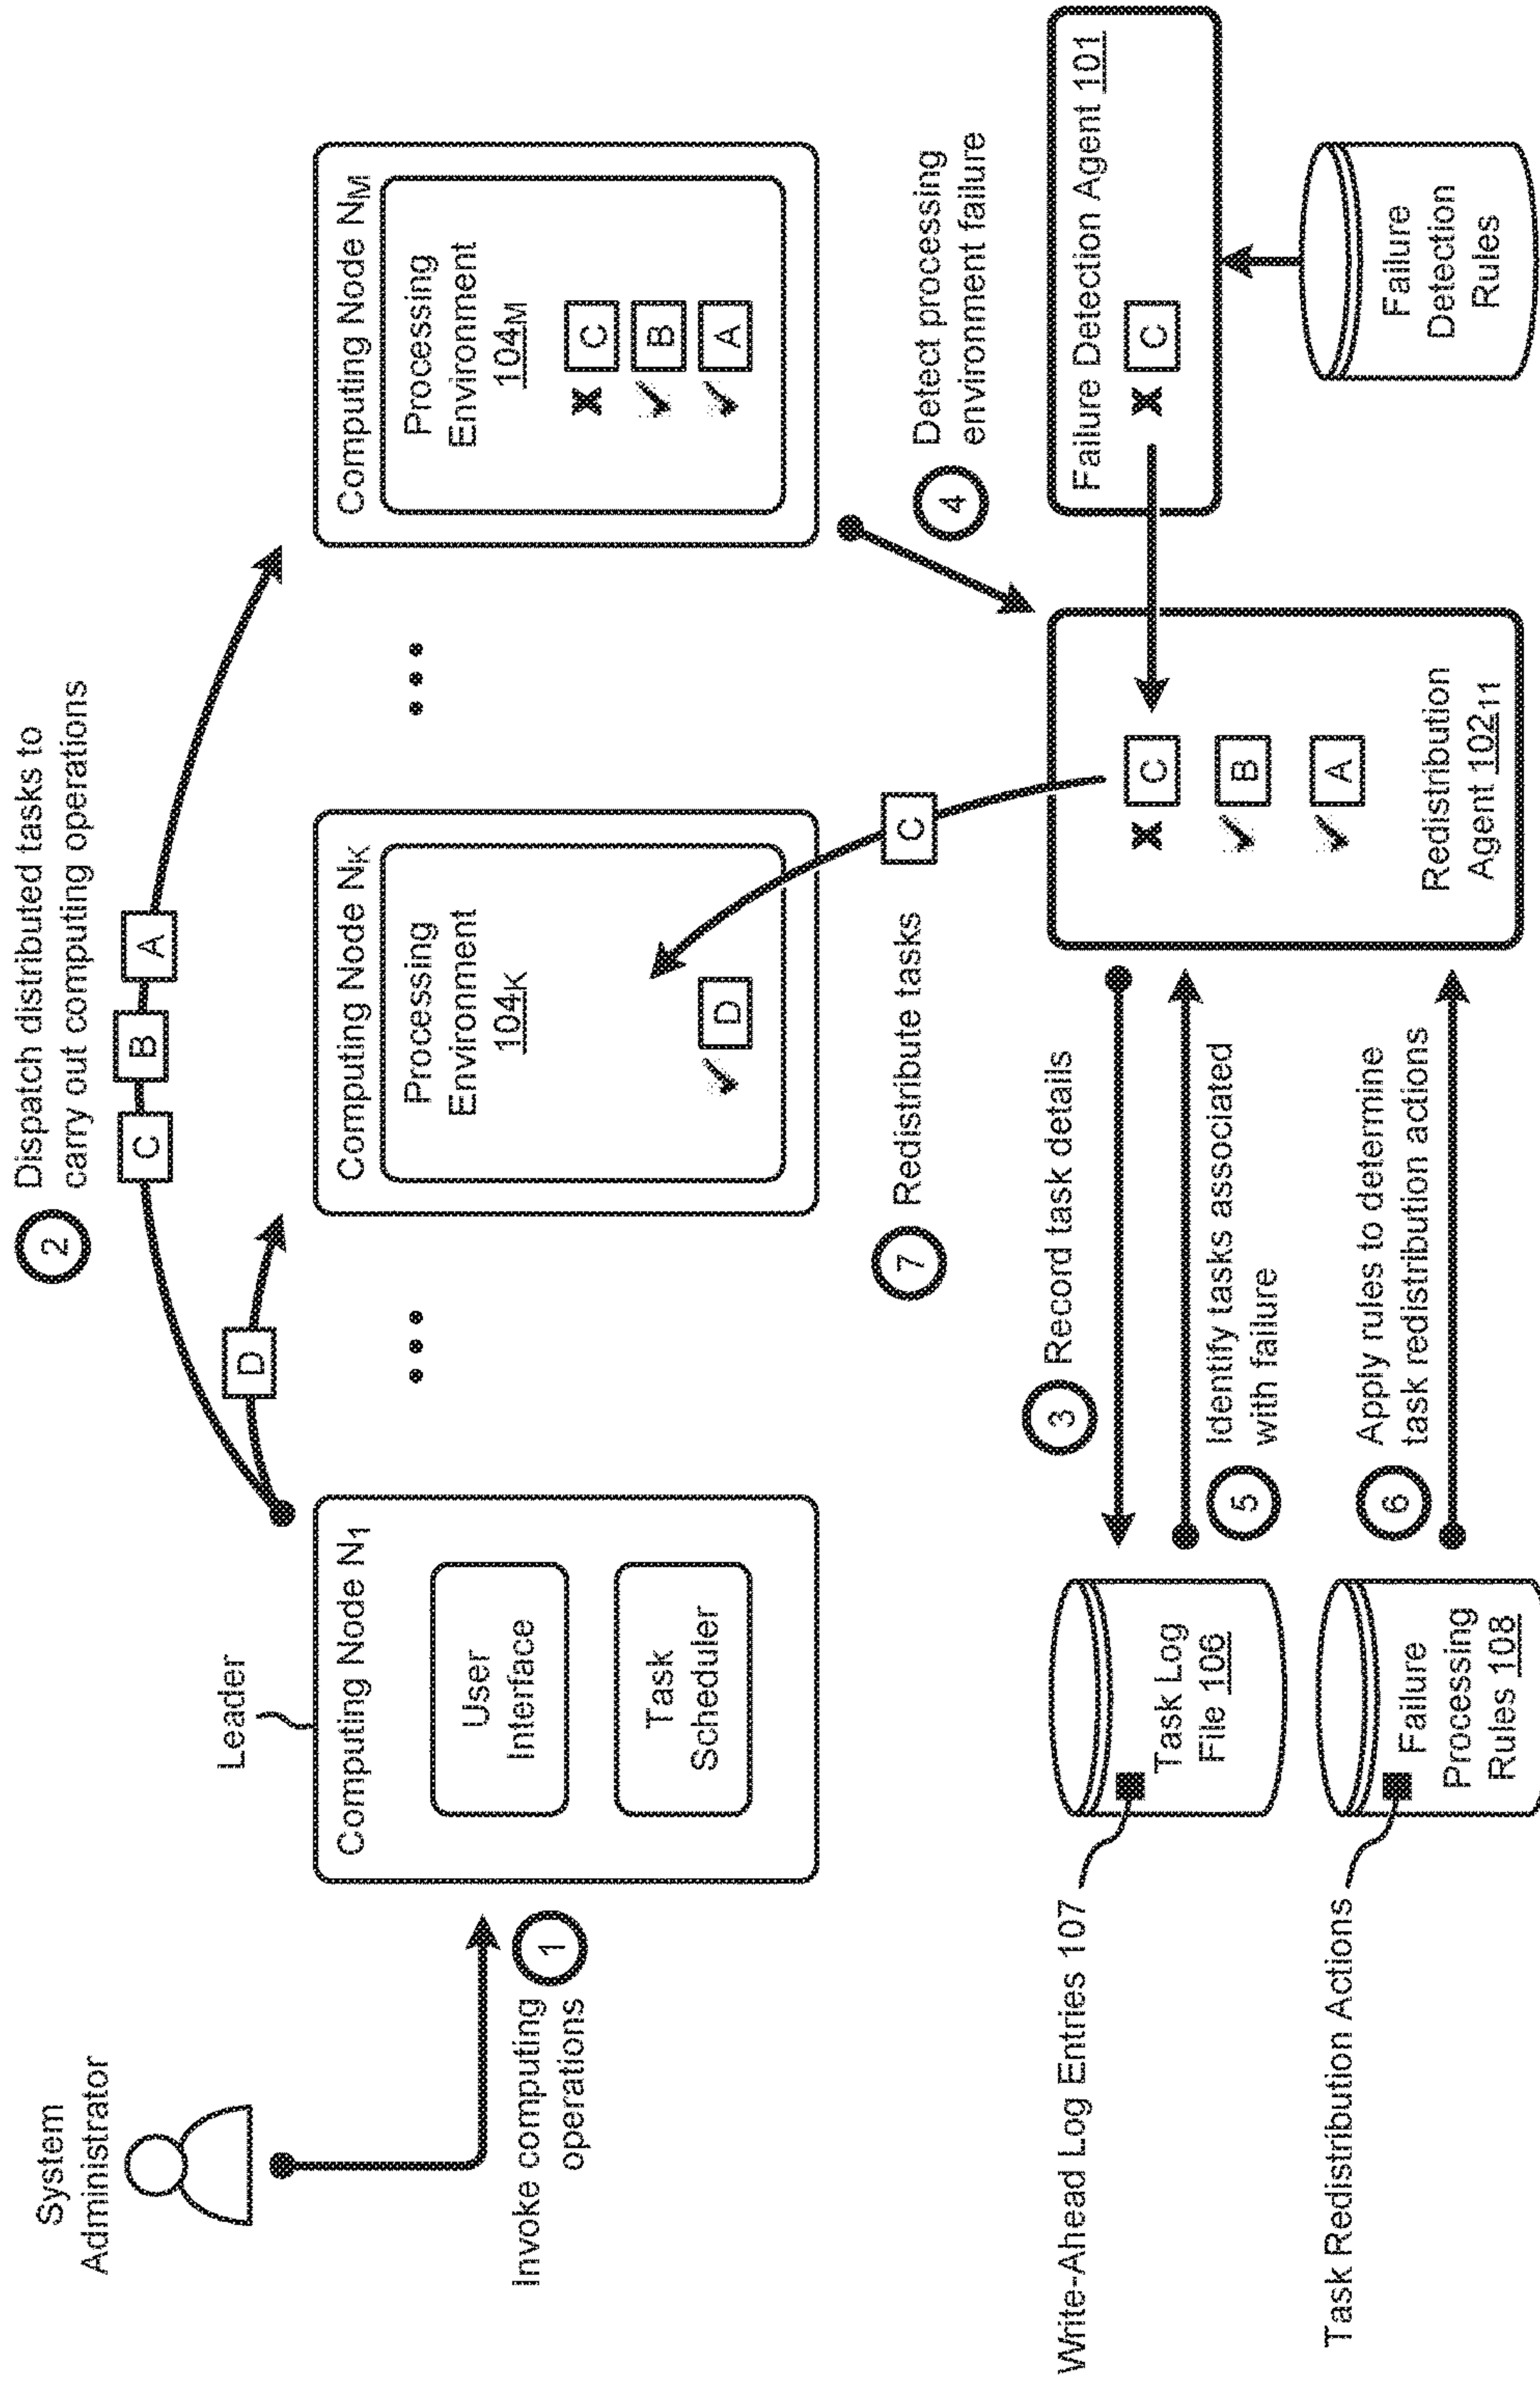 System
Administrator
Leader
2
Dispatch distributed tasks to
carry out computing operations
D
C
B
A
Invoke computing
operations
1
Computing Node N1
User
Interface
Task
Scheduler
Computing Node NK
Processing
Environment
104K
D
Computing Node NM
Processing
Environment
104M
C
B
A
7
Redistribute tasks
C
4
Detect processing
environment failure
Write-Ahead Log Entries 107
Task Log
File 106
3
Record task details
5
Identify tasks associated
with failure
Task Redistribution Actions
Failure
Processing
Rules 108
6
Apply rules to determine
task redistribution actions
C
B
A
Redistribution
Agent 10211
Failure Detection Agent 101
C
Failure
Detection
Rules